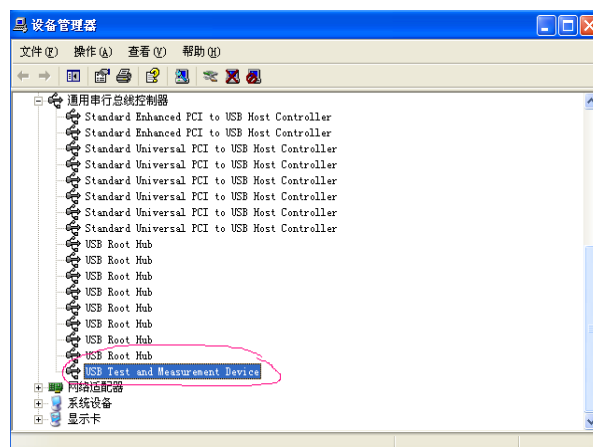 设备管理器
文件(F) 操作(A) 查看(V) 帮助(H)
通用串行总线控制器
Standard Enhanced PCI to USB Host Controller
Standard Enhanced PCI to USB Host Controller
Standard Universal PCI to USB Host Controller
Standard Universal PCI to USB Host Controller
Standard Universal PCI to USB Host Controller
Standard Universal PCI to USB Host Controller
Standard Universal PCI to USB Host Controller
Standard Universal PCI to USB Host Controller
USB Root Hub
USB Root Hub
USB Root Hub
USB Root Hub
USB Root Hub
USB Root Hub
USB Root Hub
USB Root Hub
USB Test and Measurement Device
网络适配器
系统设备
显示卡